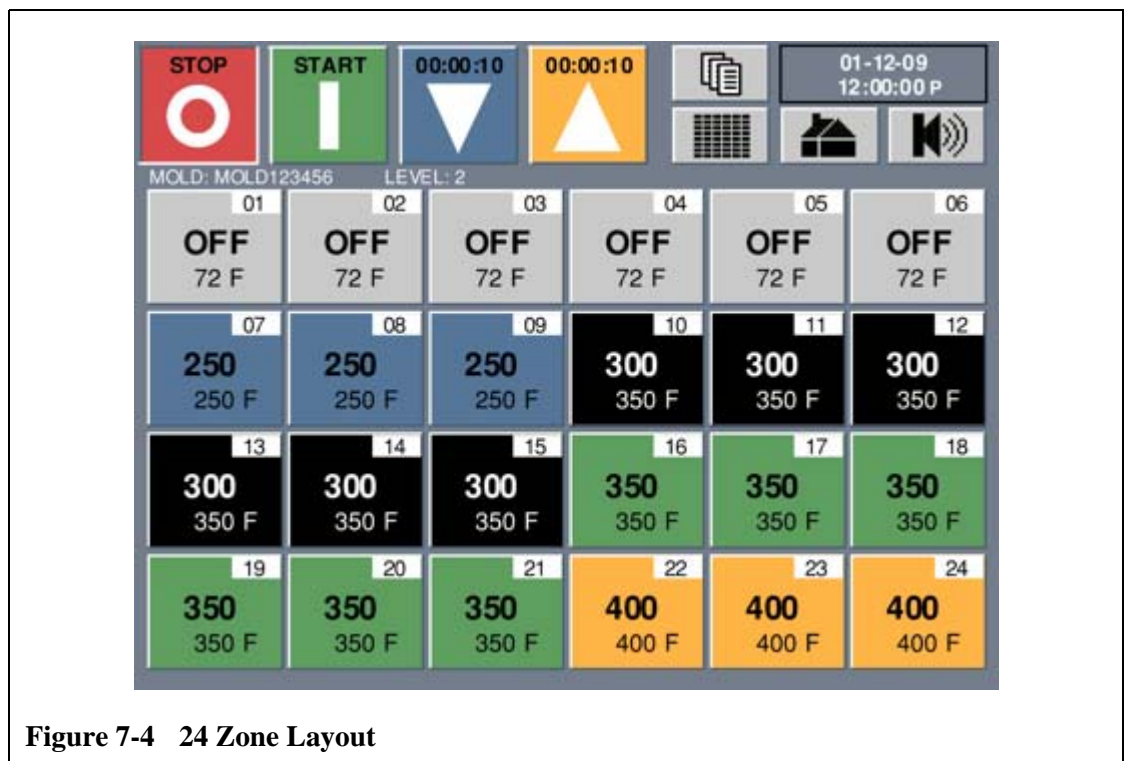 STOP START 00:00:10 00:00:10 01-12-09
12:00:00 P
MOLD: MOLD123456 LEVEL: 2
01 02 03 04 05 06
OFF OFF OFF OFF OFF OFF
72 F 72 F 72 F 72 F 72 F 72 F
07 08 09 10 11 12
250 250 250 300 300 300
250 F 250 F 250 F 350 F 350 F 350 F
13 14 15 16 17 18
300 300 300 350 350 350
350 F 350 F 350 F 350 F 350 F 350 F
19 20 21 22 23 24
350 350 350 400 400 400
350 F 350 F 350 F 400 F 400 F 400 F
Figure 7-4 24 Zone Layout